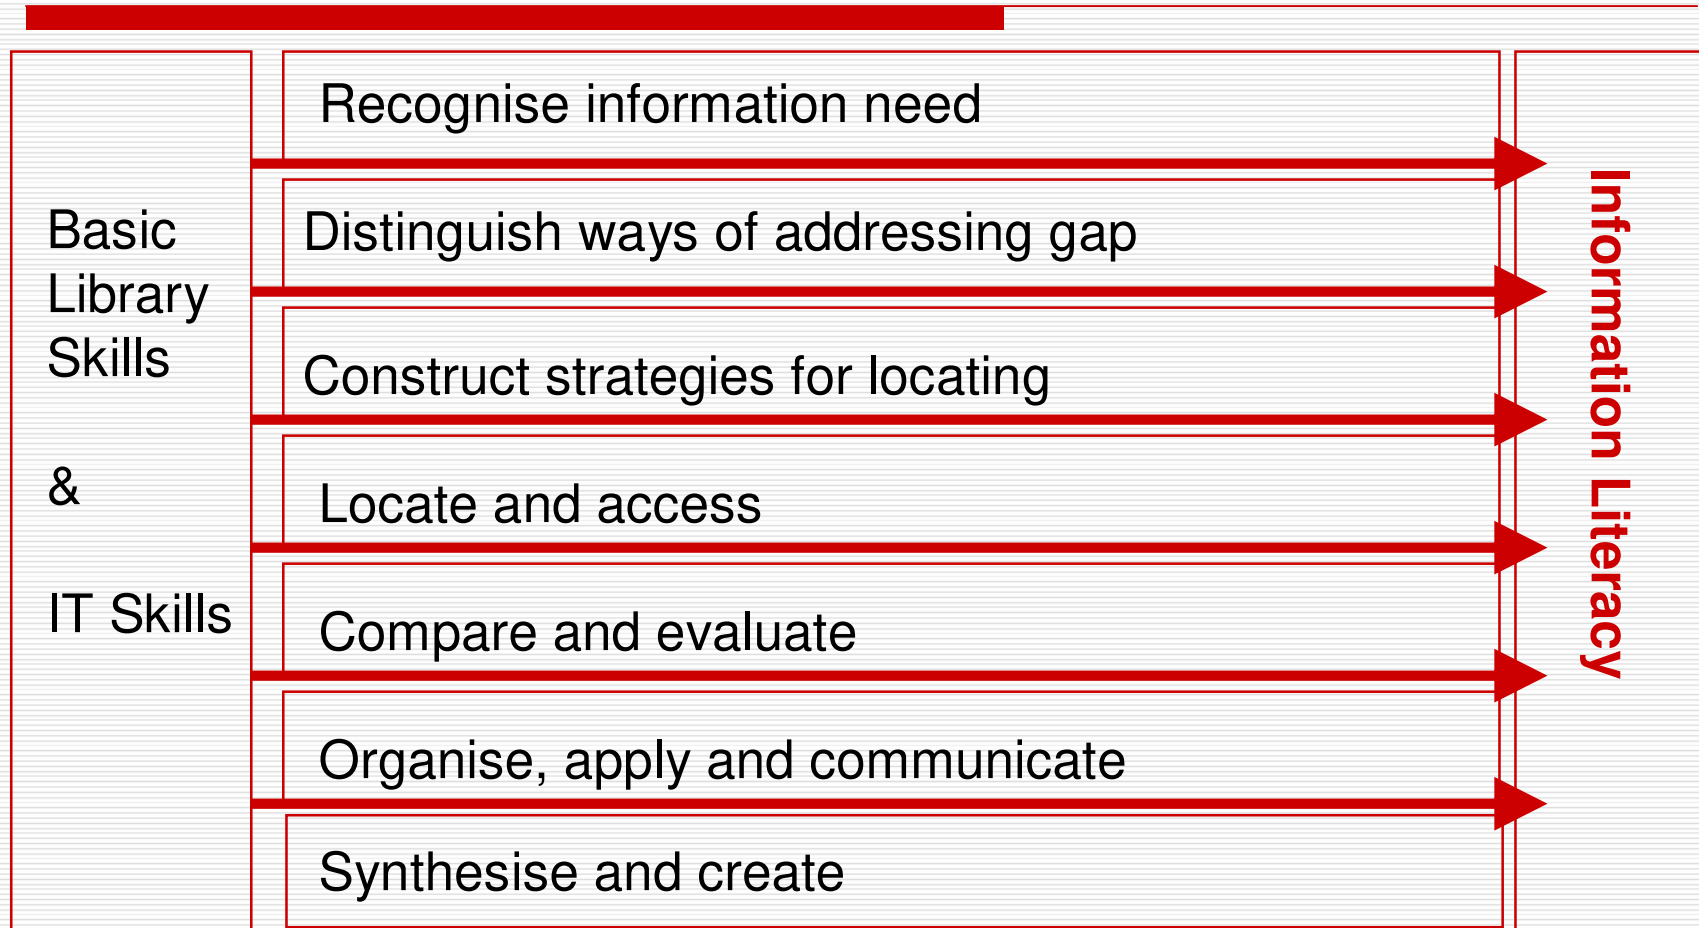 Basic
Library
Skills
&
IT Skills
Recognise information need
Distinguish ways of addressing gap
Construct strategies for locating
Locate and access
Compare and evaluate
Organise, apply and communicate
Synthesise and create
Information Literacy